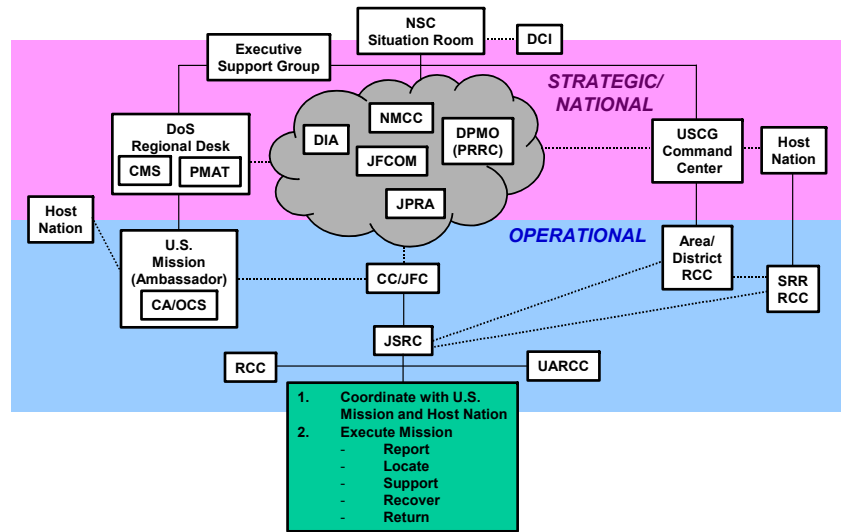 NSC
Situation Room
DCI
Executive
Support Group
STRATEGIC/
NATIONAL
DoS
Regional Desk
CMS
PMAT
NMCC
DIA
DPMO
(PRRC)
JFCOM
JPRA
USCG
Command
Center
Host
Nation
Host
Nation
OPERATIONAL
U.S.
Mission
(Ambassador)
CA/OCS
CC/JFC
Area/
District
RCC
SRR
RCC
JSRC
RCC
UARCC
1. Coordinate with U.S.
Mission and Host Nation
2. Execute Mission
- Report
- Locate
- Support
- Recover
- Return